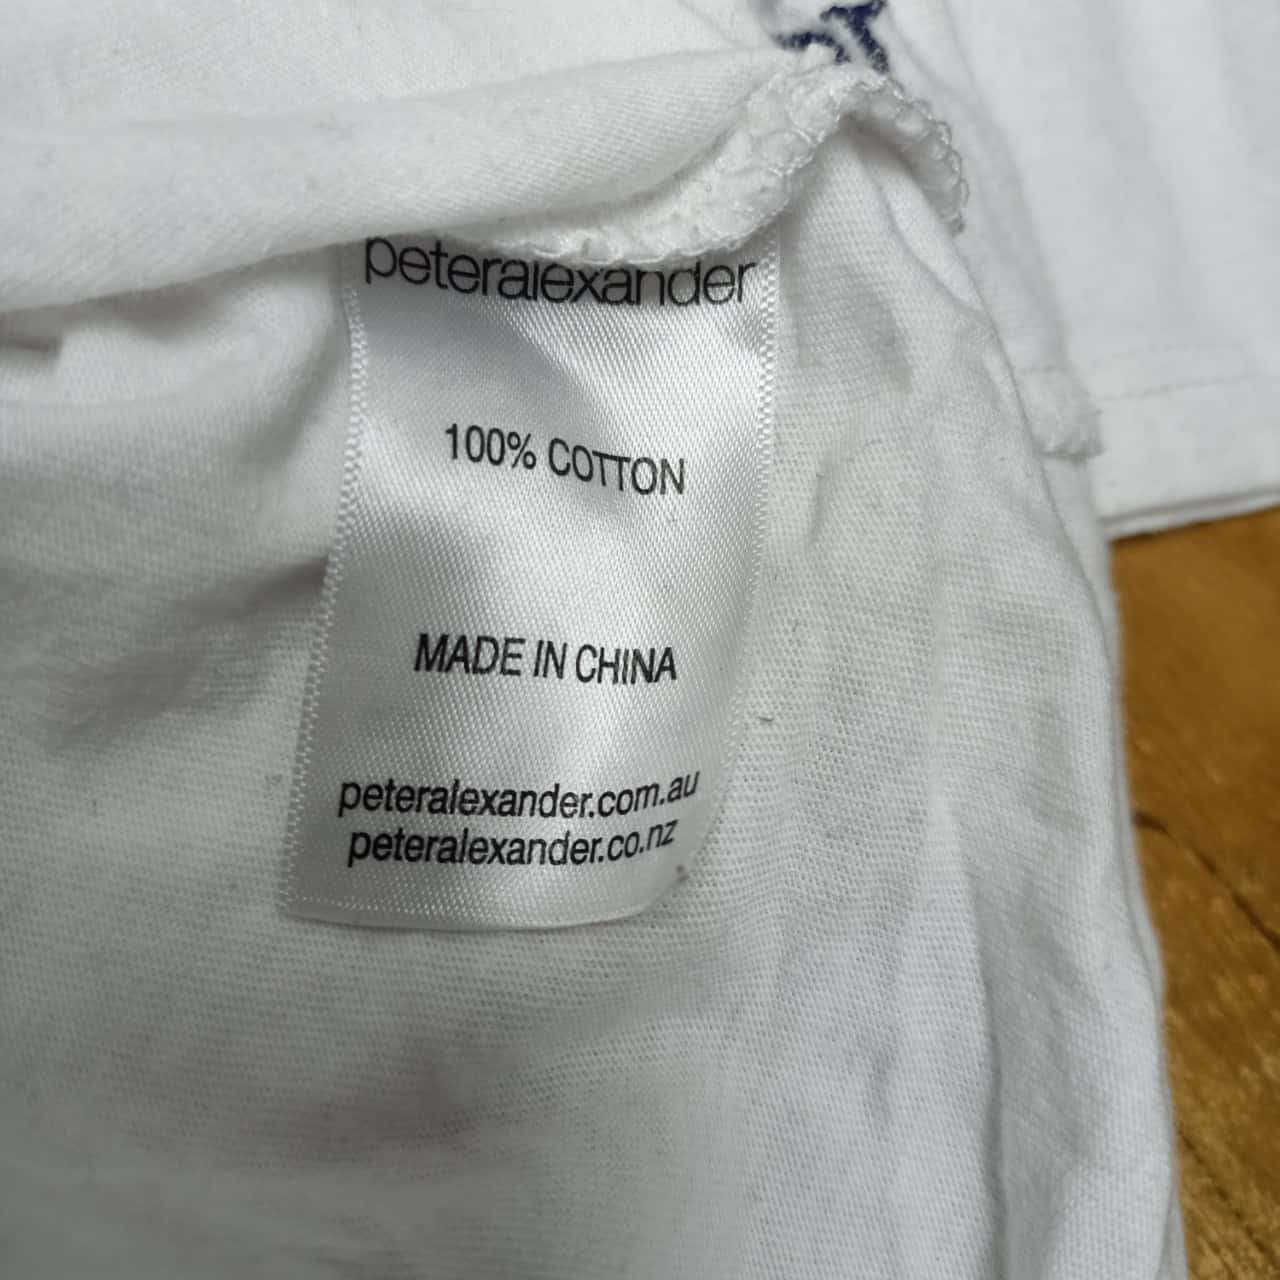 peteralexander
100% COTTON
MADE IN CHINA
peteralexander.com.au
peteralexander.co.nz